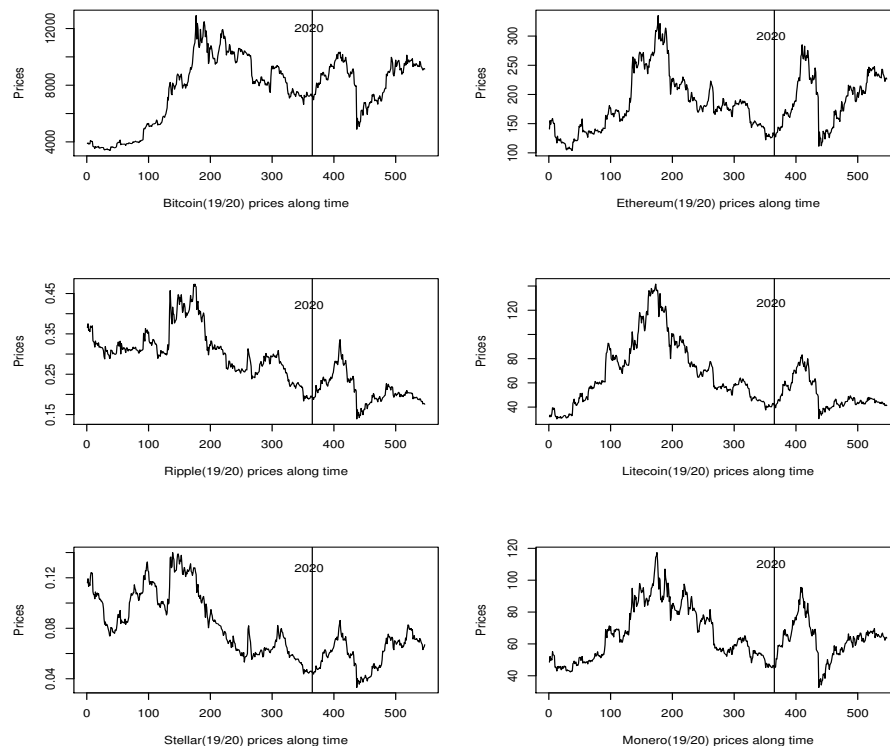 Prices
12000
8000
4000
2020
0 100 200 300 400 500
Bitcoin(19/20) prices along time
Prices
300
250
200
150
100
2020
0 100 200 300 400 500
Ethereum(19/20) prices along time
Prices
0.45
0.35
0.25
0.15
2020
0 100 200 300 400 500
Ripple(19/20) prices along time
Prices
120
80
60
40
2020
0 100 200 300 400 500
Litecoin(19/20) prices along time
Prices
0.12
0.08
0.04
2020
0 100 200 300 400 500
Stellar(19/20) prices along time
Prices
120
100
80
60
40
2020
0 100 200 300 400 500
Monero(19/20) prices along time